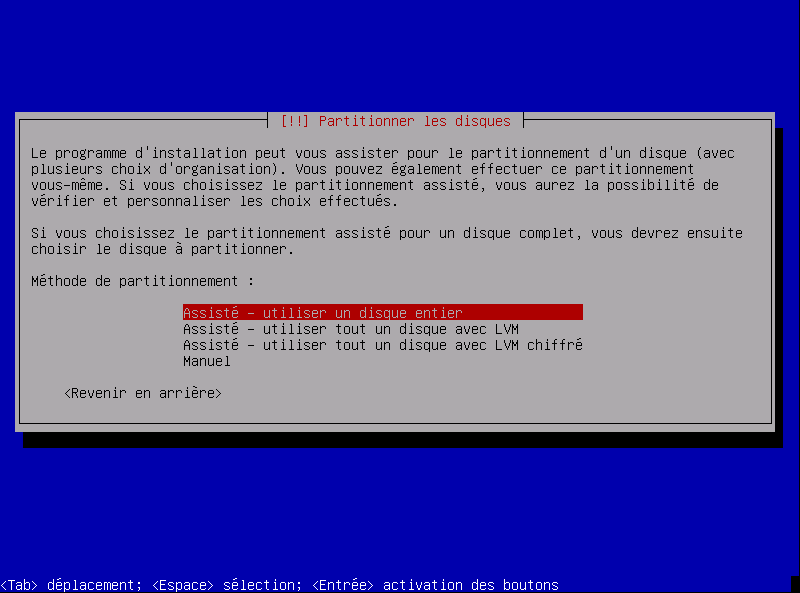 [!!] Partitionner les disques
Le programme d'installation peut vous assister pour le partitionnement d'un disque (avec
plusieurs choix d'organisation). Vous pouvez également effectuer ce partitionnement
vous-même. Si vous choisissez le partitionnement assisté, vous aurez la possibilité de
vérifier et personnaliser les choix effectués.
Si vous choisissez le partitionnement assisté pour un disque complet, vous devrez ensuite
choisir le disque à partitionner.
Méthode de partitionnement :
Assisté - utiliser un disque entier
Assisté - utiliser tout un disque avec LVM
Assisté - utiliser tout un disque avec LVM chiffré
Manuel
<Revenir en arrière>
<Tab> déplacement; <Espace> sélection; <Entrée> activation des boutons